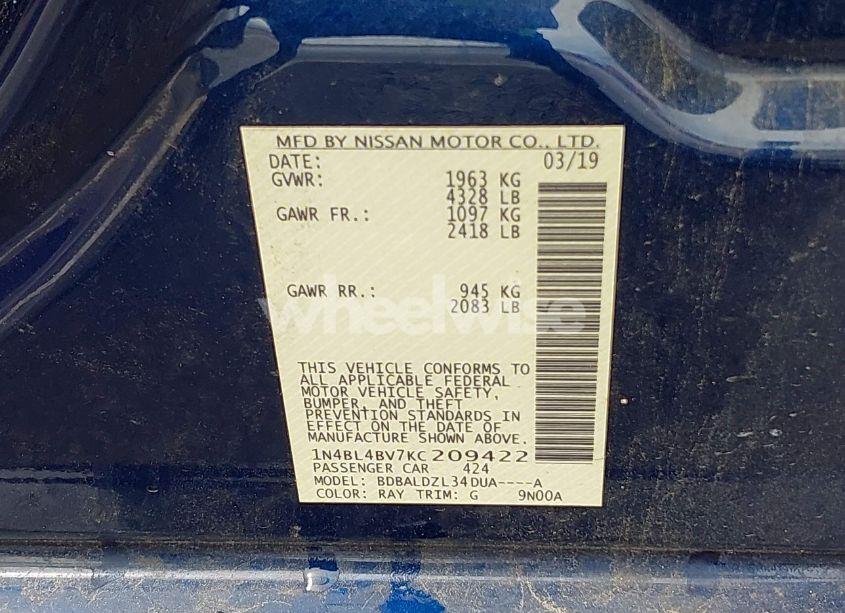 MFD BY NISSAN MOTOR CO., LTD.
DATE: 03/19
GVWR: 1963 KG
4328 LB
GAWR FR.: 1097 KG
2418 LB
GAWR RR.: 945 KG
2083 LB
wheelwise
THIS VEHICLE CONFORMS TO
ALL APPLICABLE FEDERAL
MOTOR VEHICLE SAFETY,
BUMPER, AND THEFT
PREVENTION STANDARDS IN
EFFECT ON THE DATE OF
MANUFACTURE SHOWN ABOVE.
1N4BL4BV7KC209422
PASSENGER CAR 424
MODEL: BDBALDZL34DUA----A
COLOR: RAY TRIM: G 9N00A